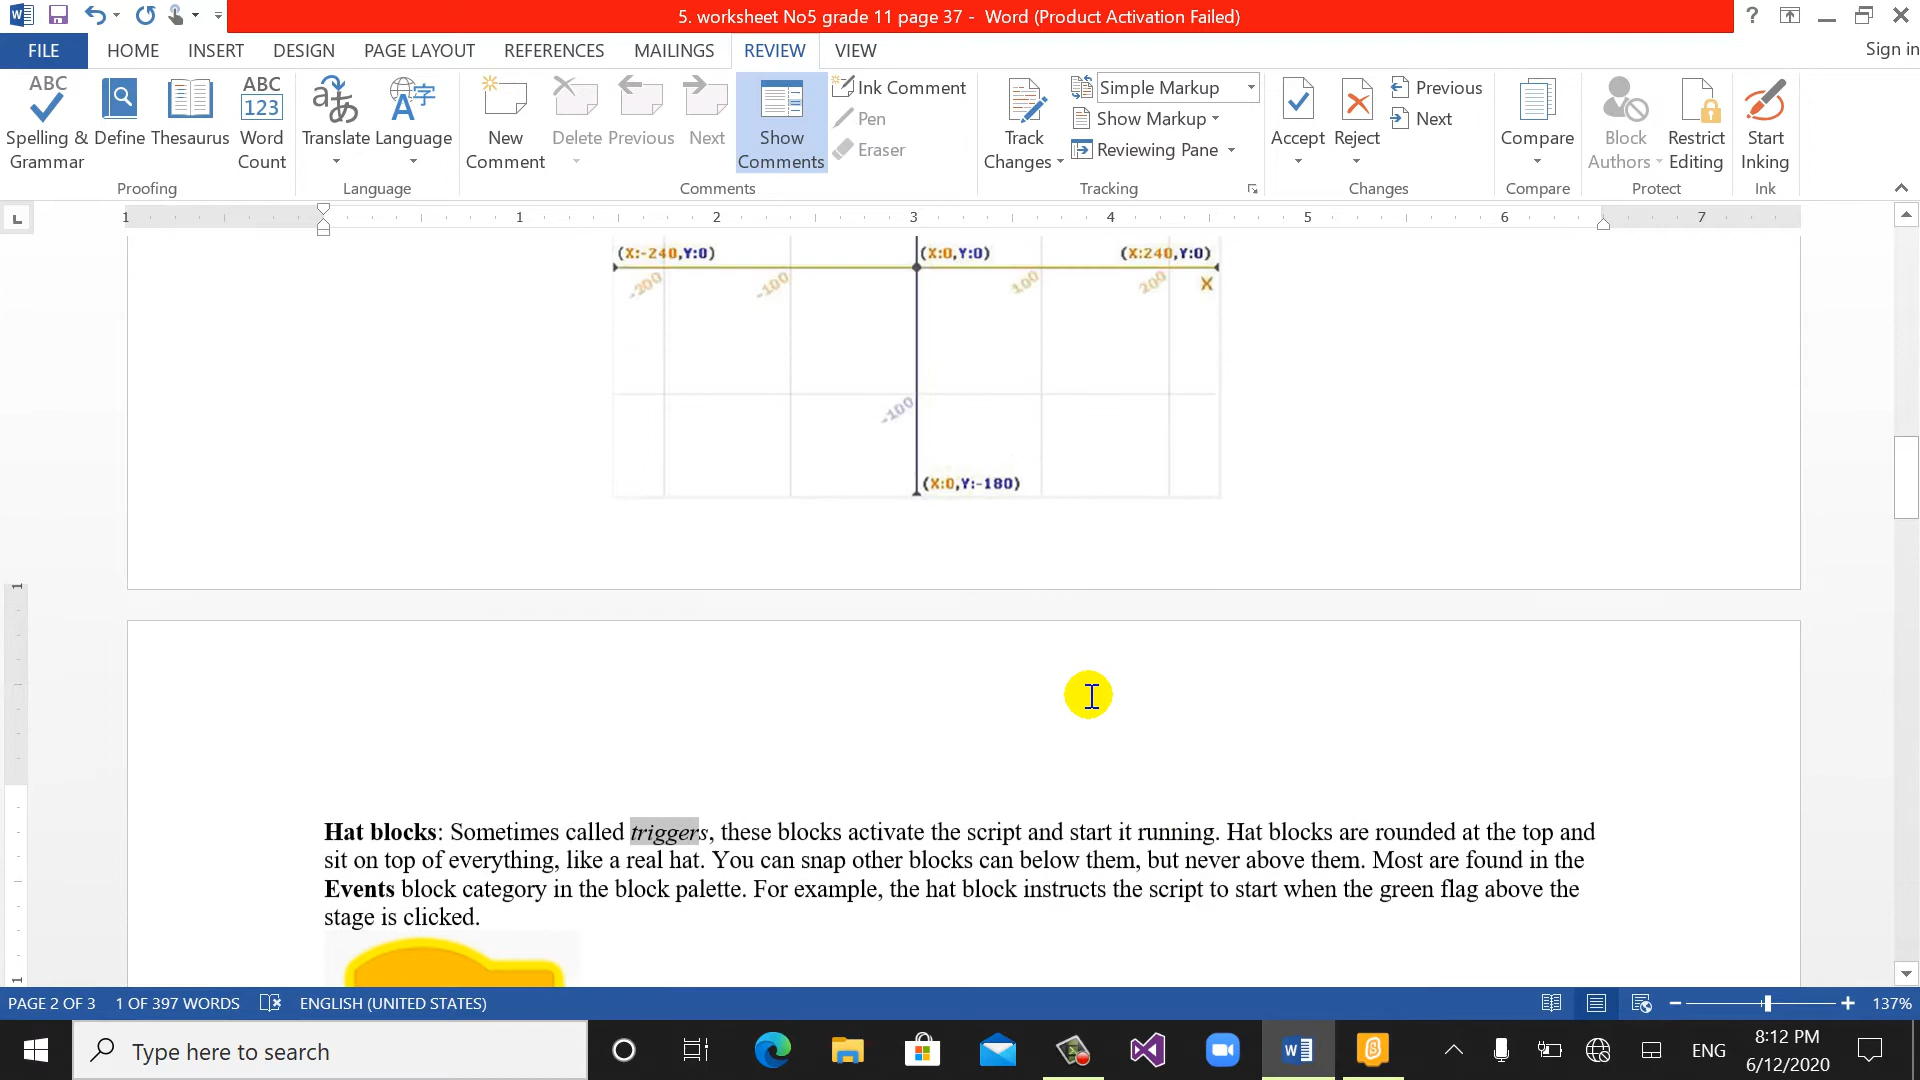 5. worksheet No5 grade 11 page 37 - Word (Product Activation Failed)
FILE HOME INSERT DESIGN PAGE LAYOUT REFERENCES MAILINGS REVIEW VIEW Sign in
ABC Spelling & Grammar
Define
Thesaurus
ABC 123 Word Count
Translate
Language
New Comment
Delete
Previous
Next
Show Comments
Ink Comment
Pen
Eraser
Track Changes
Simple Markup
Show Markup
Reviewing Pane
Accept
Reject
Previous
Next
Compare
Block Authors
Restrict Editing
Start Inking
Proofing Language Comments Tracking Changes Compare Protect Ink
1 1 2 3 4 5 6 7
(X:-240,Y:0) (X:0,Y:0) (X:240,Y:0)
-200 -100 100 200 X
-100
(X:0,Y:-180)
Hat blocks: Sometimes called triggers, these blocks activate the script and start it running. Hat blocks are rounded at the top and
sit on top of everything, like a real hat. You can snap other blocks can below them, but never above them. Most are found in the
Events block category in the block palette. For example, the hat block instructs the script to start when the green flag above the
stage is clicked.
PAGE 2 OF 3 1 OF 397 WORDS ENGLISH (UNITED STATES) 137%
Type here to search
ENG
8:12 PM
6/12/2020